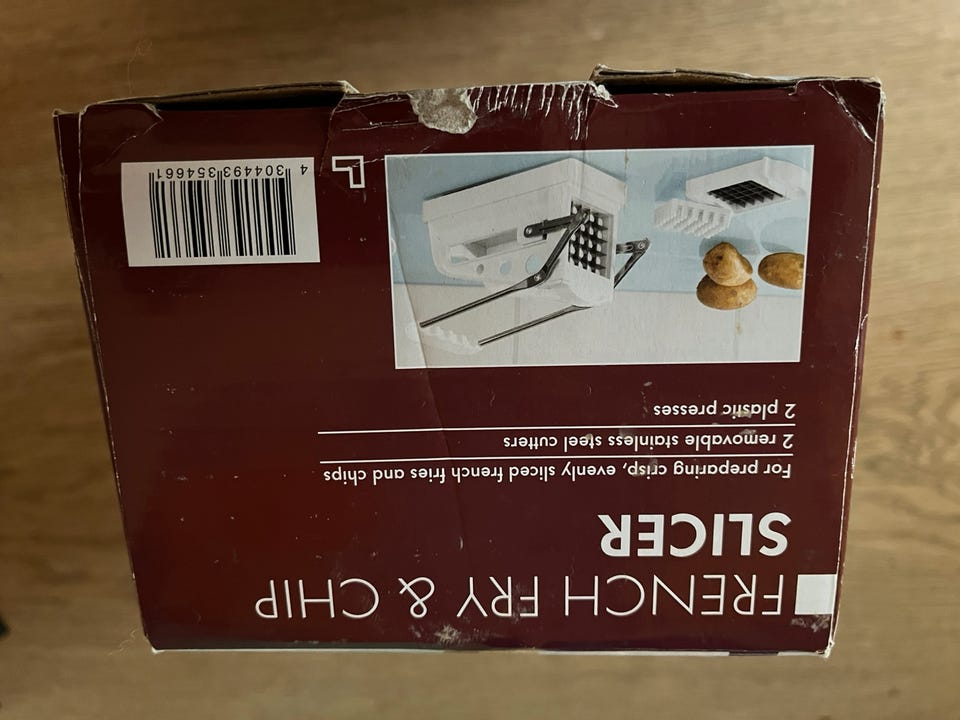 FRENCH FRY & CHIP
SLICER
For preparing crisp, evenly sliced french fries and chips
2 removable stainless steel cutters
2 plastic presses
L
4 304493 354661